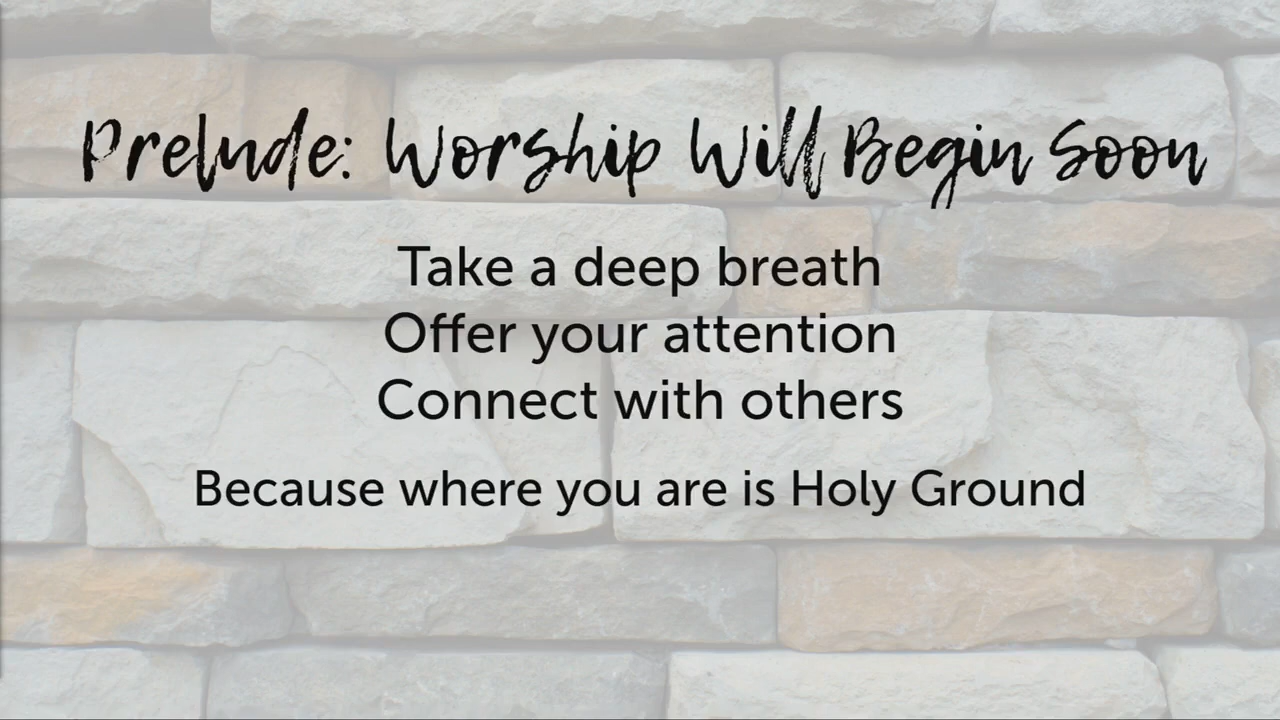 Prelude: Worship Will Begin Soon
Take a deep breath
Offer your attention
Connect with others
Because where you are is Holy Ground